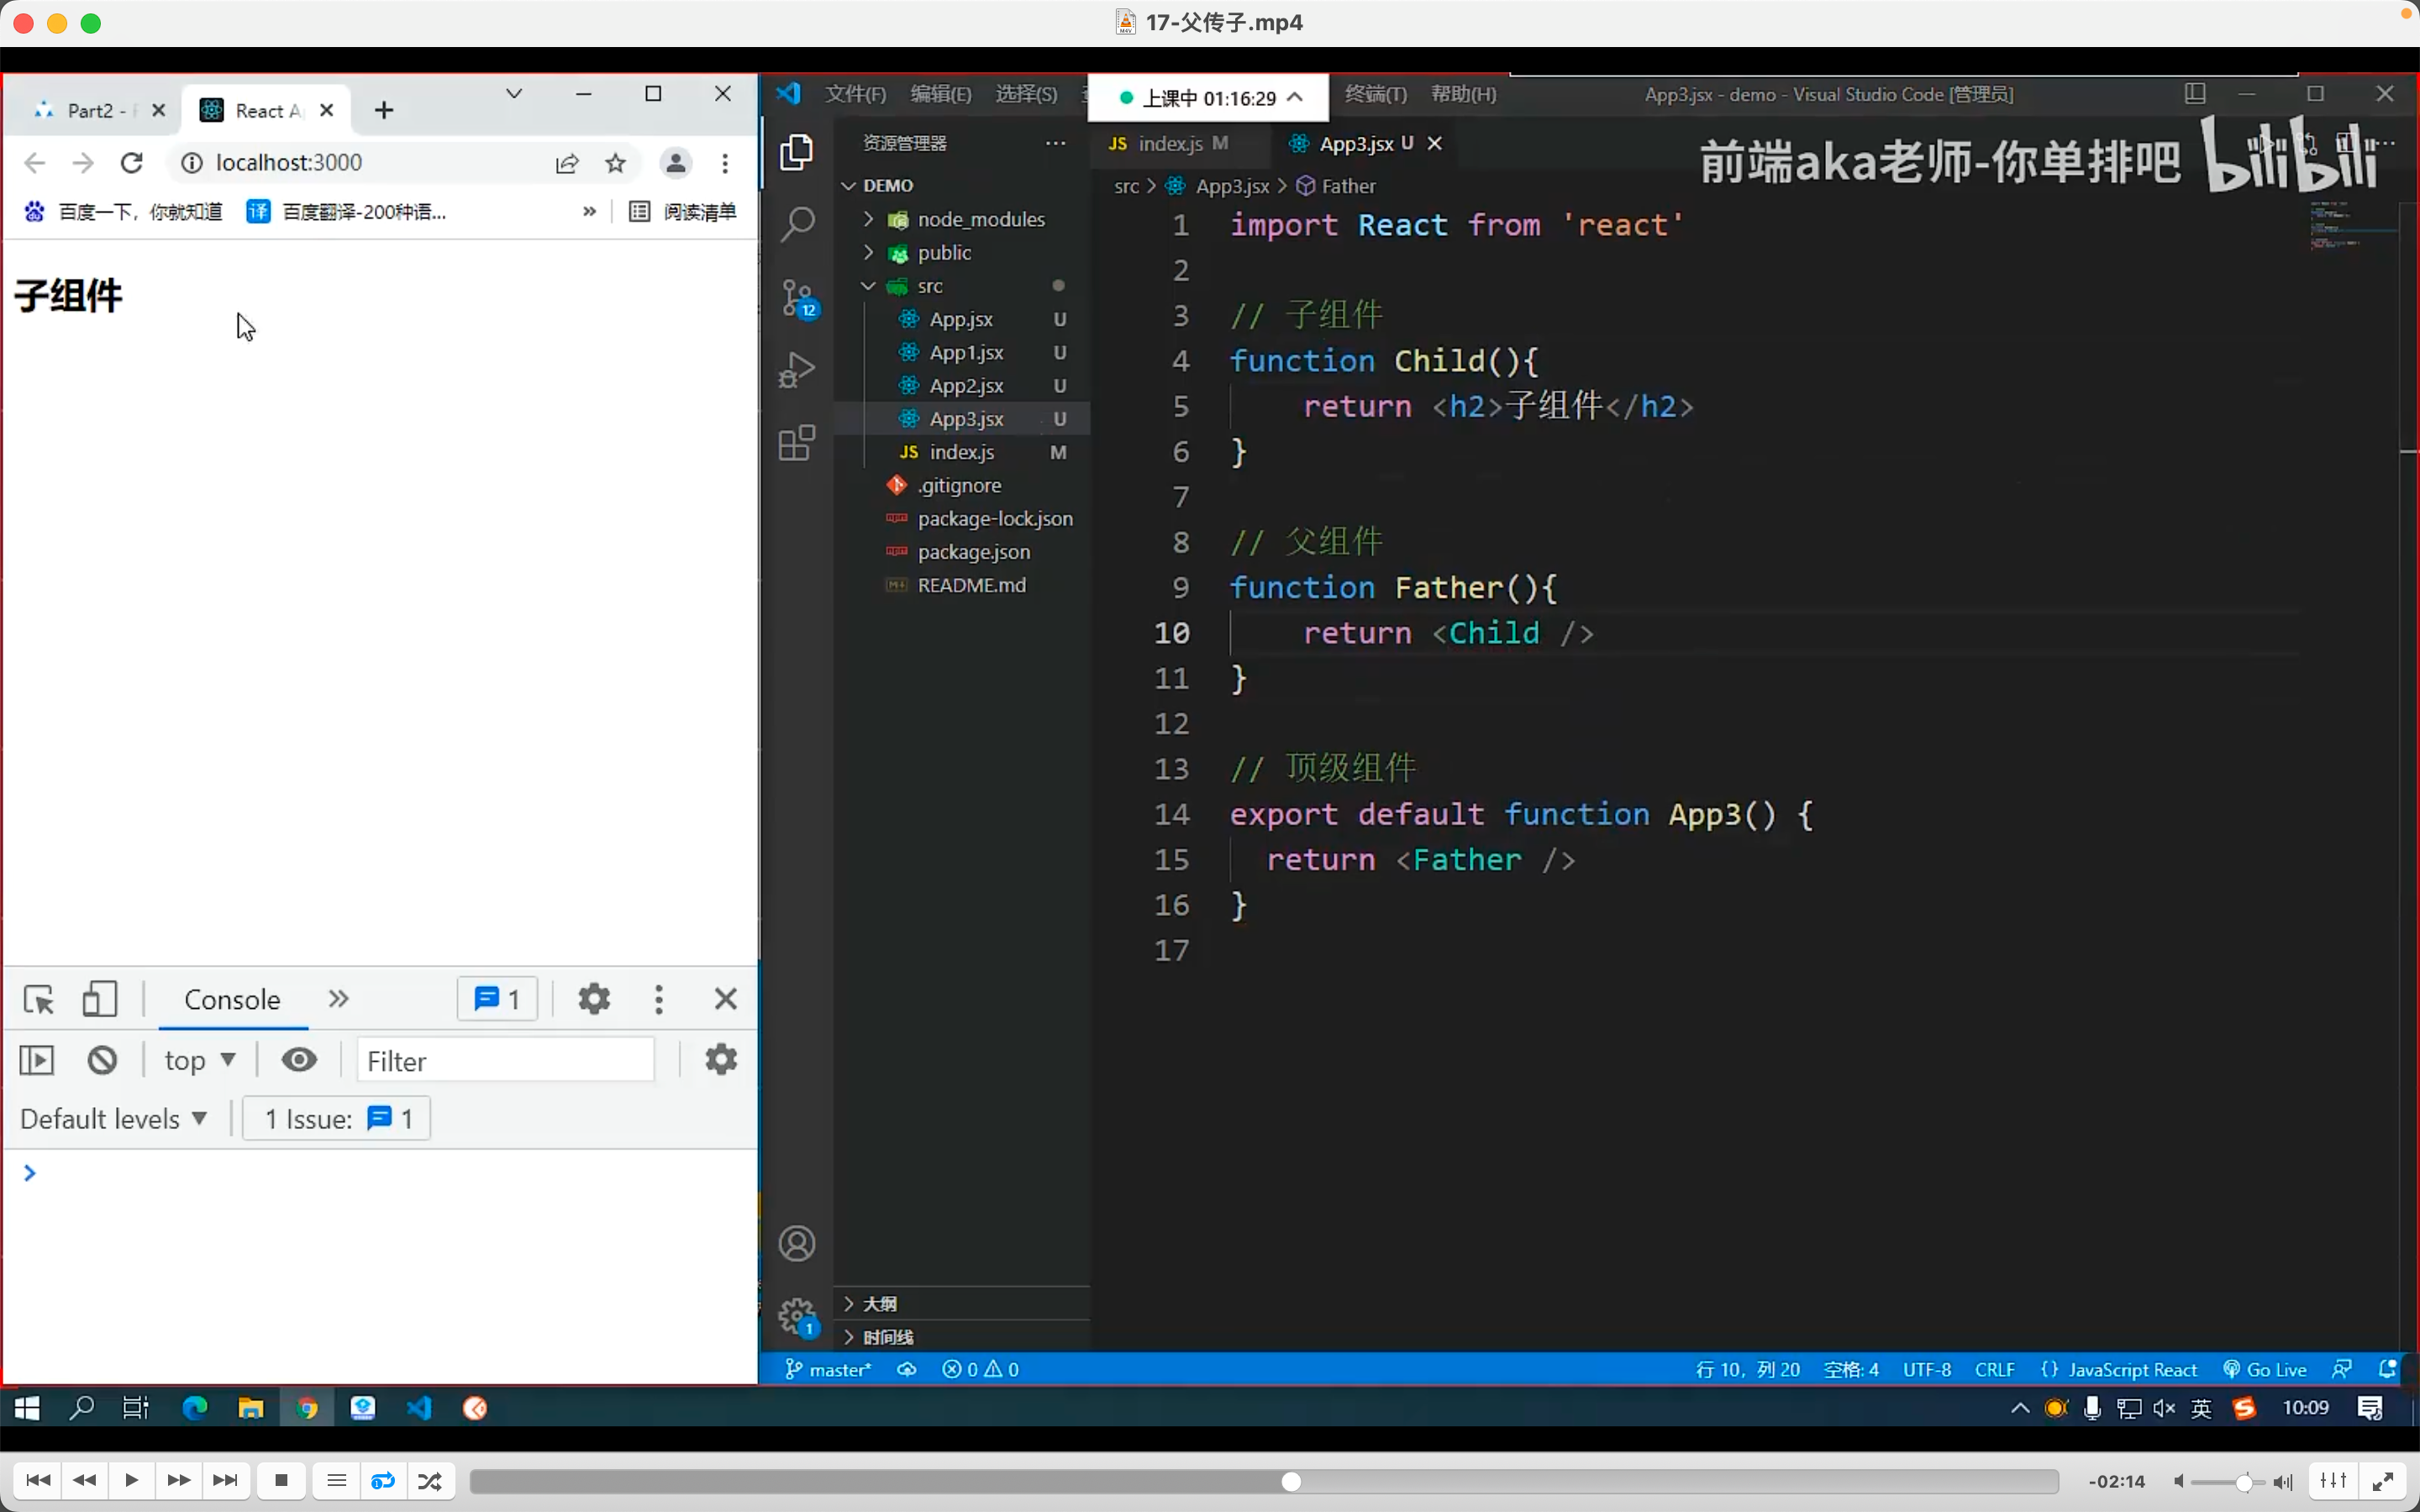 17-父传子.mp4
Part2 -
React A
localhost:3000
百度一下，你就知道
译
百度翻译-200种语...
»
阅读清单
子组件
Console
»
1
top
Filter
Default levels
1 Issue:
1
文件(F)
编辑(E)
选择(S)
上课中 01:16:29
终端(T)
帮助(H)
App3.jsx - demo - Visual Studio Code [管理员]
前端aka老师-你单排吧
bilibili
资源管理器
DEMO
node_modules
public
src
App.jsx U
App1.jsx U
App2.jsx U
App3.jsx U
JS index.js M
.gitignore
package-lock.json
package.json
README.md
大纲
时间线
12
1
JS index.js M
App3.jsx U
src > App3.jsx > Father
1 import React from 'react'
2
3 // 子组件
4 function Child(){
5 return <h2>子组件</h2>
6 }
7
8 // 父组件
9 function Father(){
10 return <Child />
11 }
12
13 // 顶级组件
14 export default function App3() {
15 return <Father />
16 }
17
master*
0
0
行 10，列 20
空格: 4
UTF-8
CRLF
{} JavaScript React
Go Live
英
10:09
-02:14